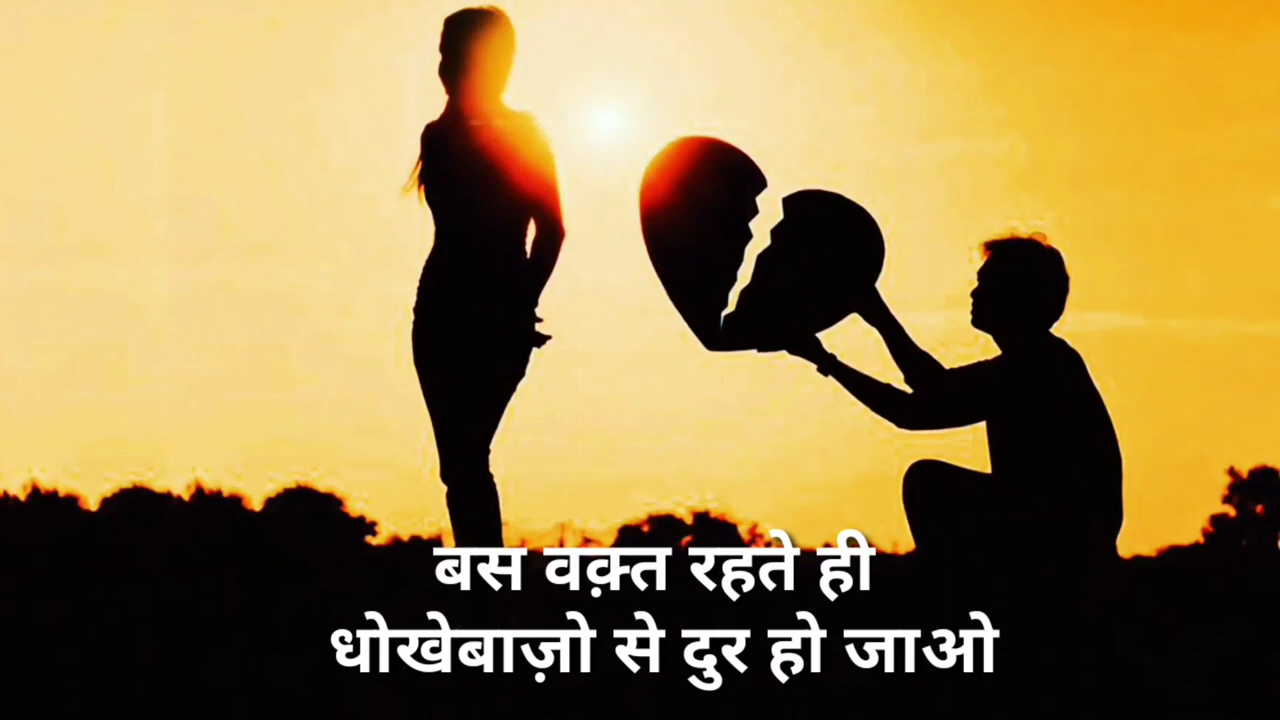 बस वक़्त रहते ही
धोखेबाज़ो से दुर हो जाओ